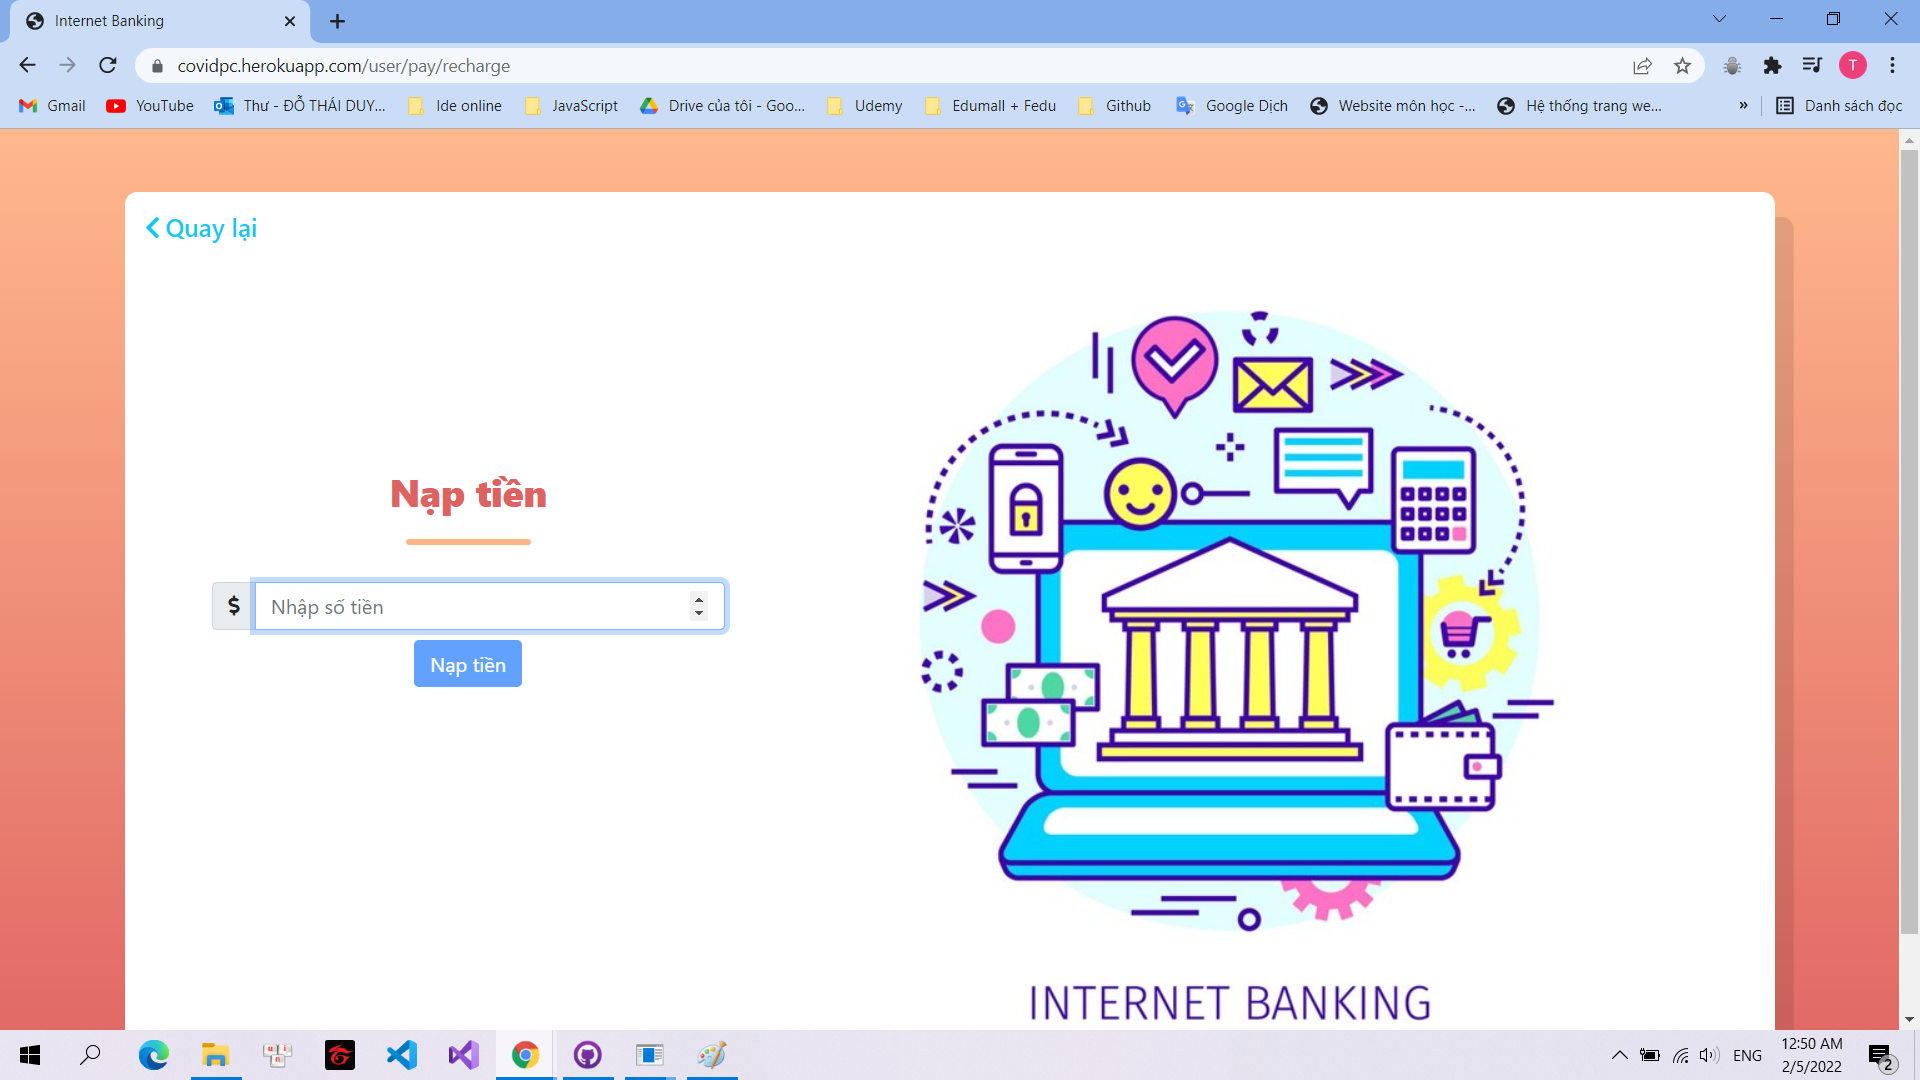 Internet Banking
covidpc.herokuapp.com/user/pay/recharge
T
Gmail
YouTube
Thư - ĐỖ THÁI DUY...
Ide online
JavaScript
Drive của tôi - Goo...
Udemy
Edumall + Fedu
Github
Google Dịch
Website môn học -...
Hệ thống trang we...
»
Danh sách đọc
Quay lại
Nạp tiền
$
Nhập số tiền
Nạp tiền
INTERNET BANKING
ENG
12:50 AM
2/5/2022
2